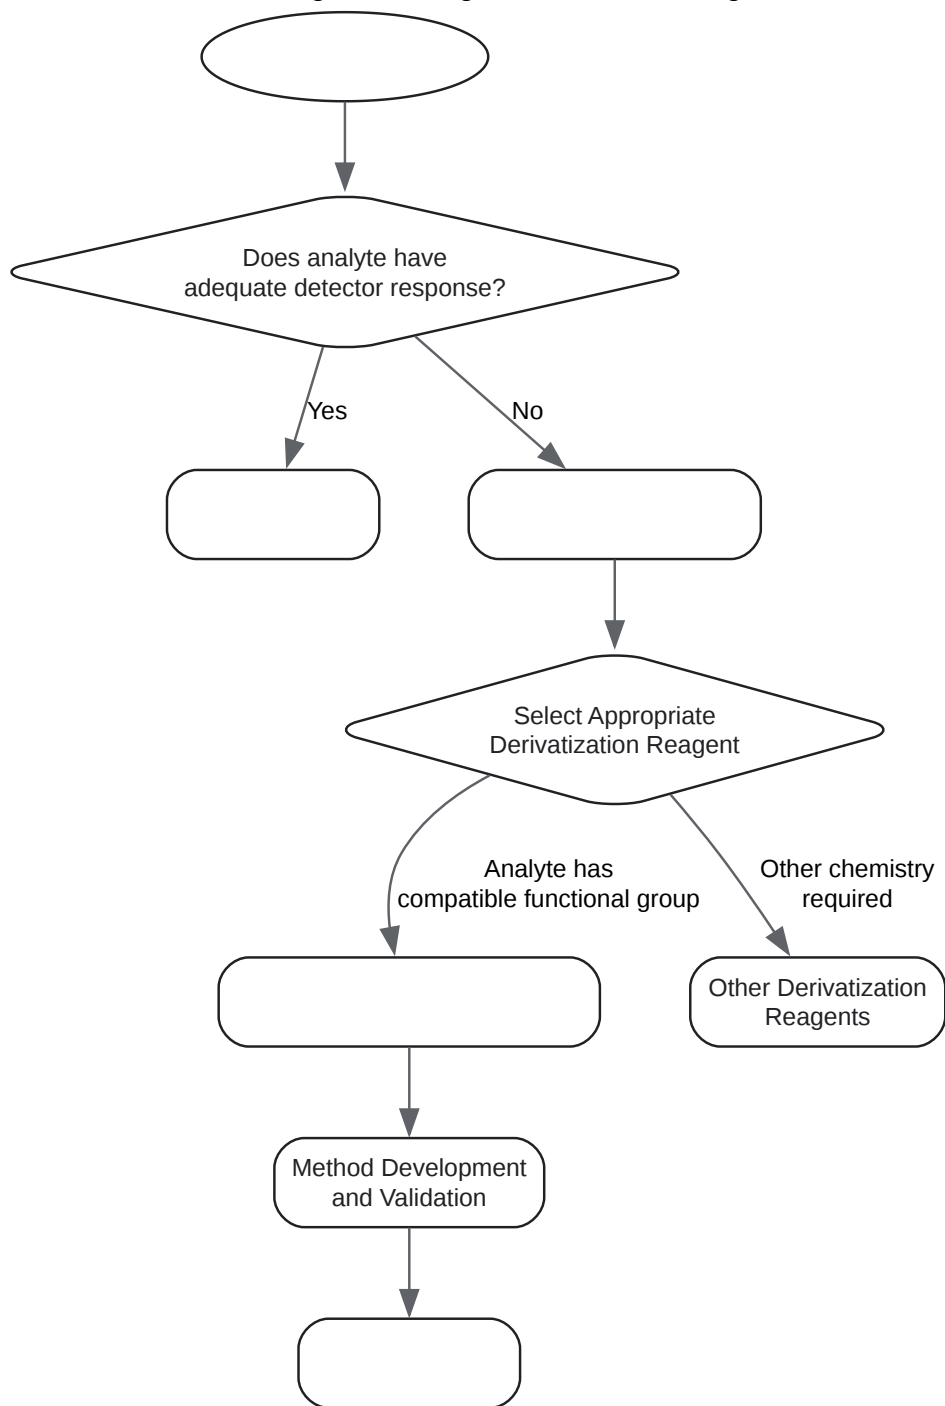 Does analyte have
adequate detector response?
Yes
No
Select Appropriate
Derivatization Reagent
Analyte has
compatible functional group
Other chemistry
required
Other Derivatization
Reagents
Method Development
and Validation